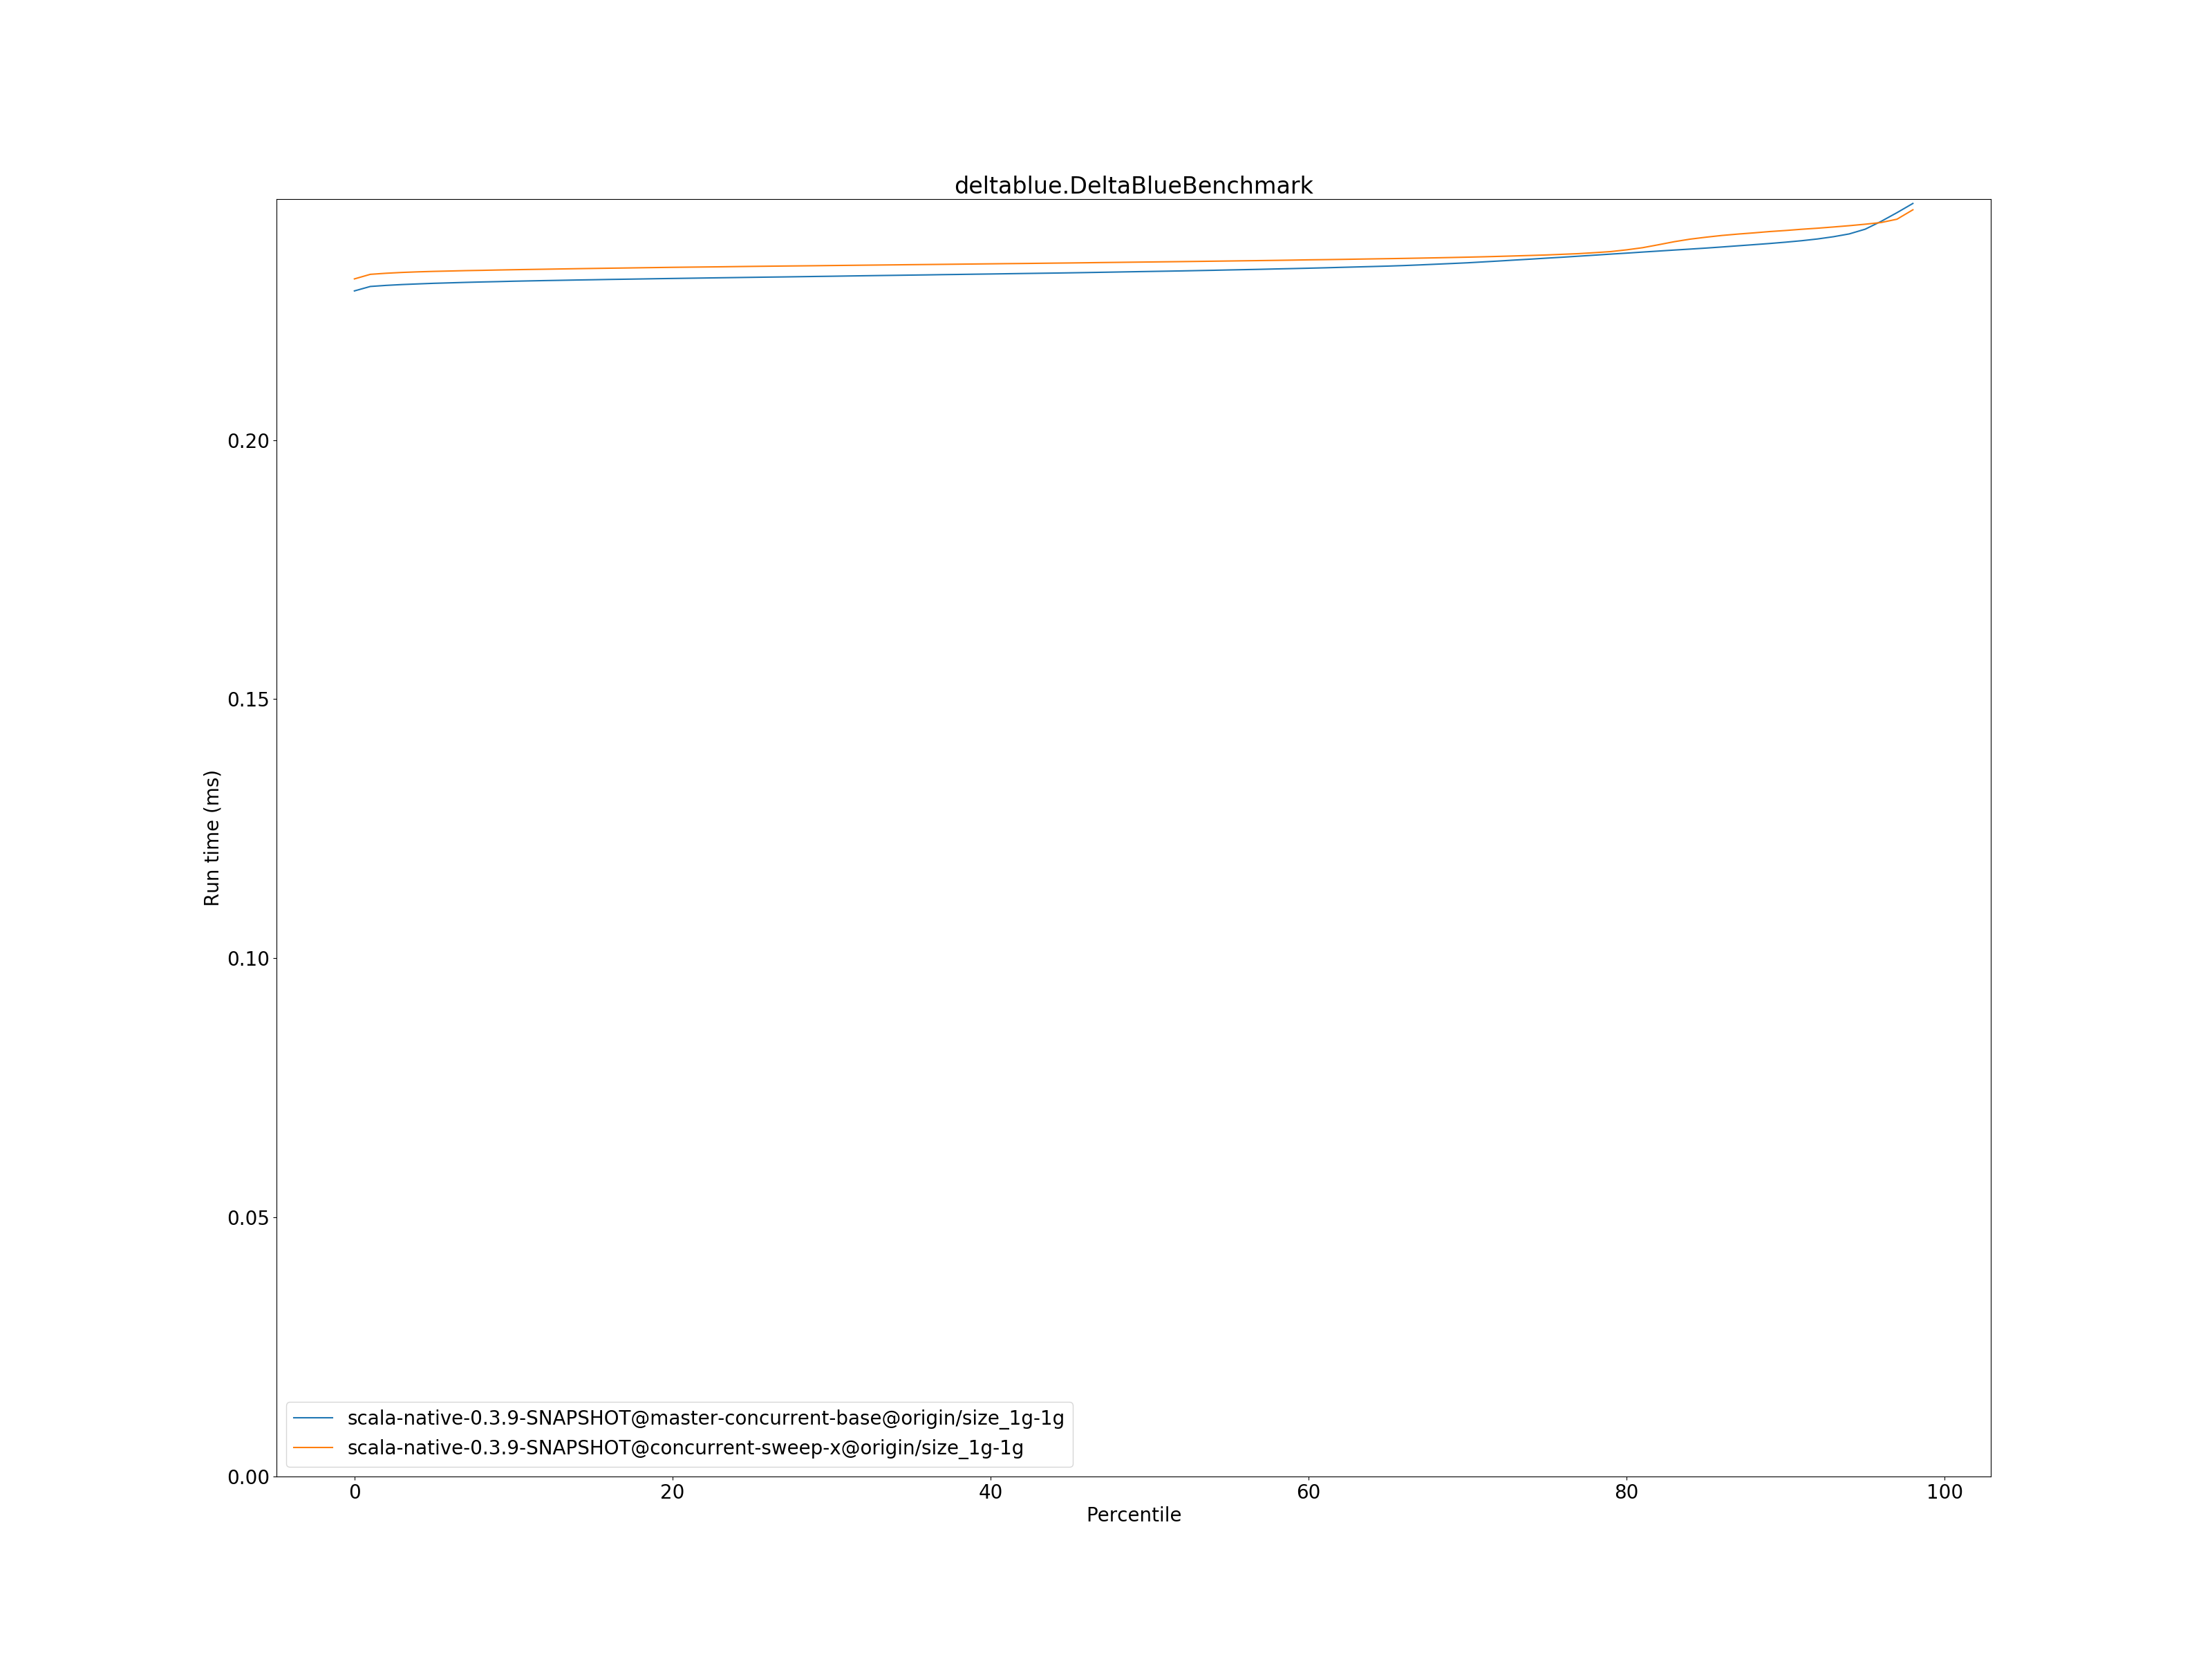 deltablue.DeltaBlueBenchmark
Run time (ms)
0.20
0.15
0.10
0.05
0.00
scala-native-0.3.9-SNAPSHOT@master-concurrent-base@origin/size_1g-1g
scala-native-0.3.9-SNAPSHOT@concurrent-sweep-x@origin/size_1g-1g
0 20 40 60 80 100
Percentile